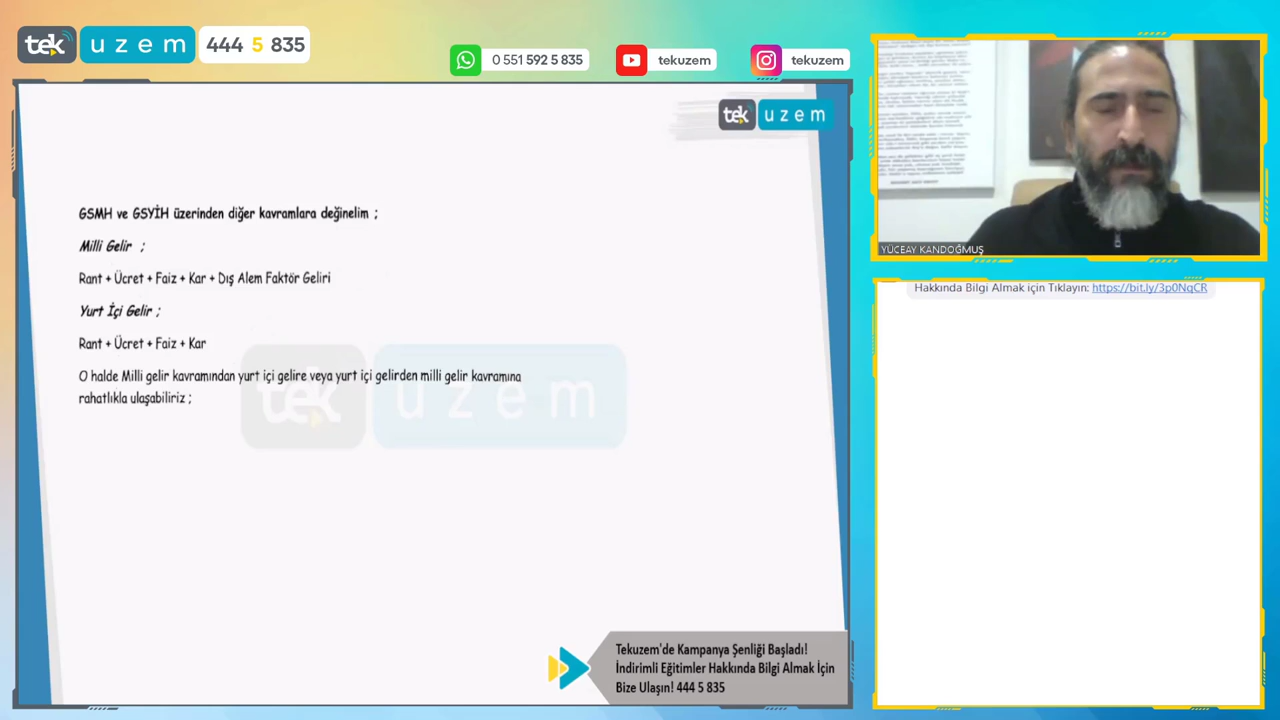 tek uzem 444 5 835
0 551 592 5 835
tekuzem
tekuzem
tek uzem
GSMH ve GSYİH üzerinden diğer kavramlara değinelim ;
Milli Gelir ;
Rant + Ücret + Faiz + Kar + Dış Alem Faktör Geliri
Yurt İçi Gelir ;
Rant + Ücret + Faiz + Kar
O halde Milli gelir kavramından yurt içi gelire veya yurt içi gelirden milli gelir kavramına
rahatlıkla ulaşabiliriz ;
tek uzem
Tekuzem'de Kampanya Şenliği Başladı!
İndirimli Eğitimler Hakkında Bilgi Almak İçin
Bize Ulaşın! 444 5 835
YÜCEAY KANDOĞMUŞ
Hakkında Bilgi Almak için Tıklayın: https://bit.ly/3p0NqCR